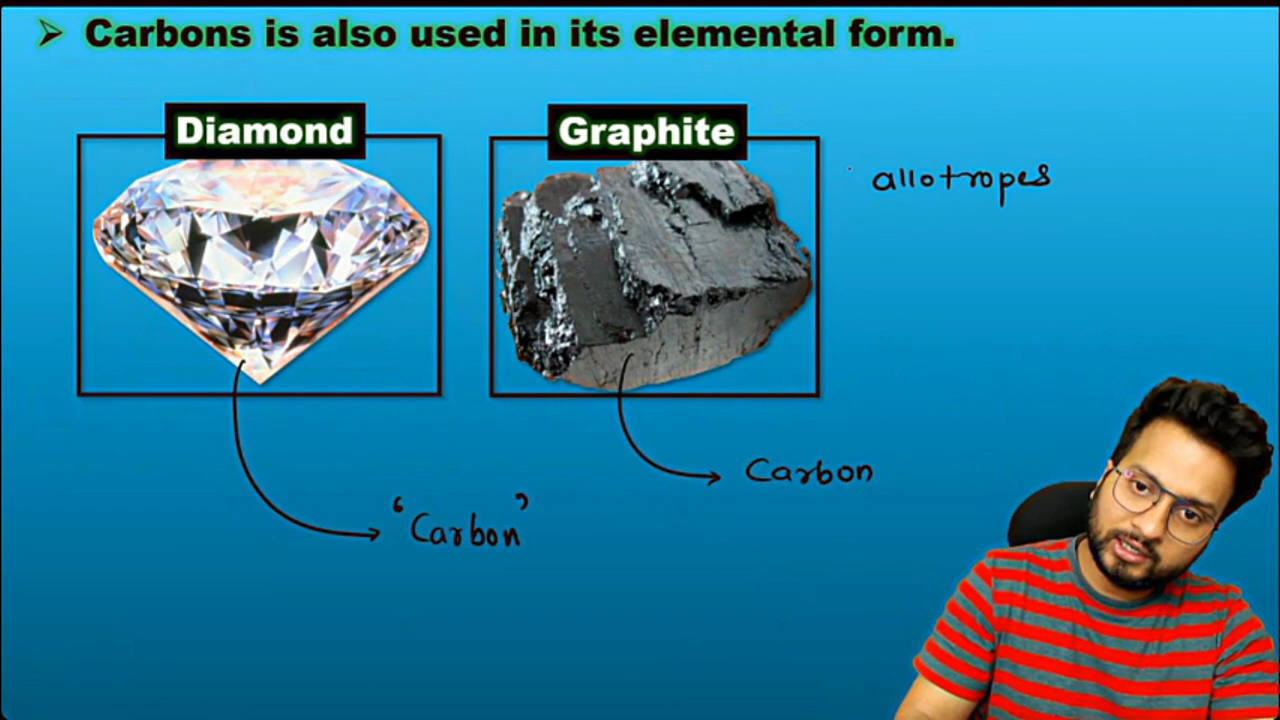 ➢ Carbons is also used in its elemental form.
Diamond
Graphite
allotropes
Carbon
‘Carbon’